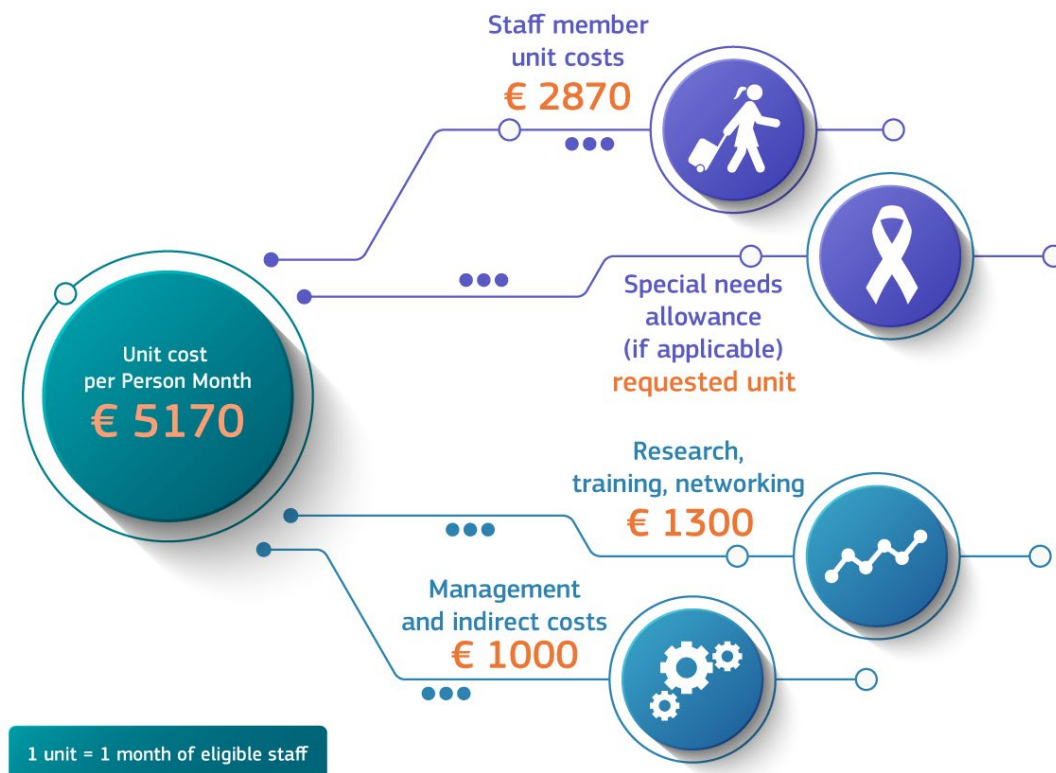 Staff member
unit costs
€ 2870
Special needs
allowance
(if applicable)
requested unit
Unit cost
per Person Month
€ 5170
Research,
training, networking
€ 1300
Management
and indirect costs
€ 1000
1 unit = 1 month of eligible staff